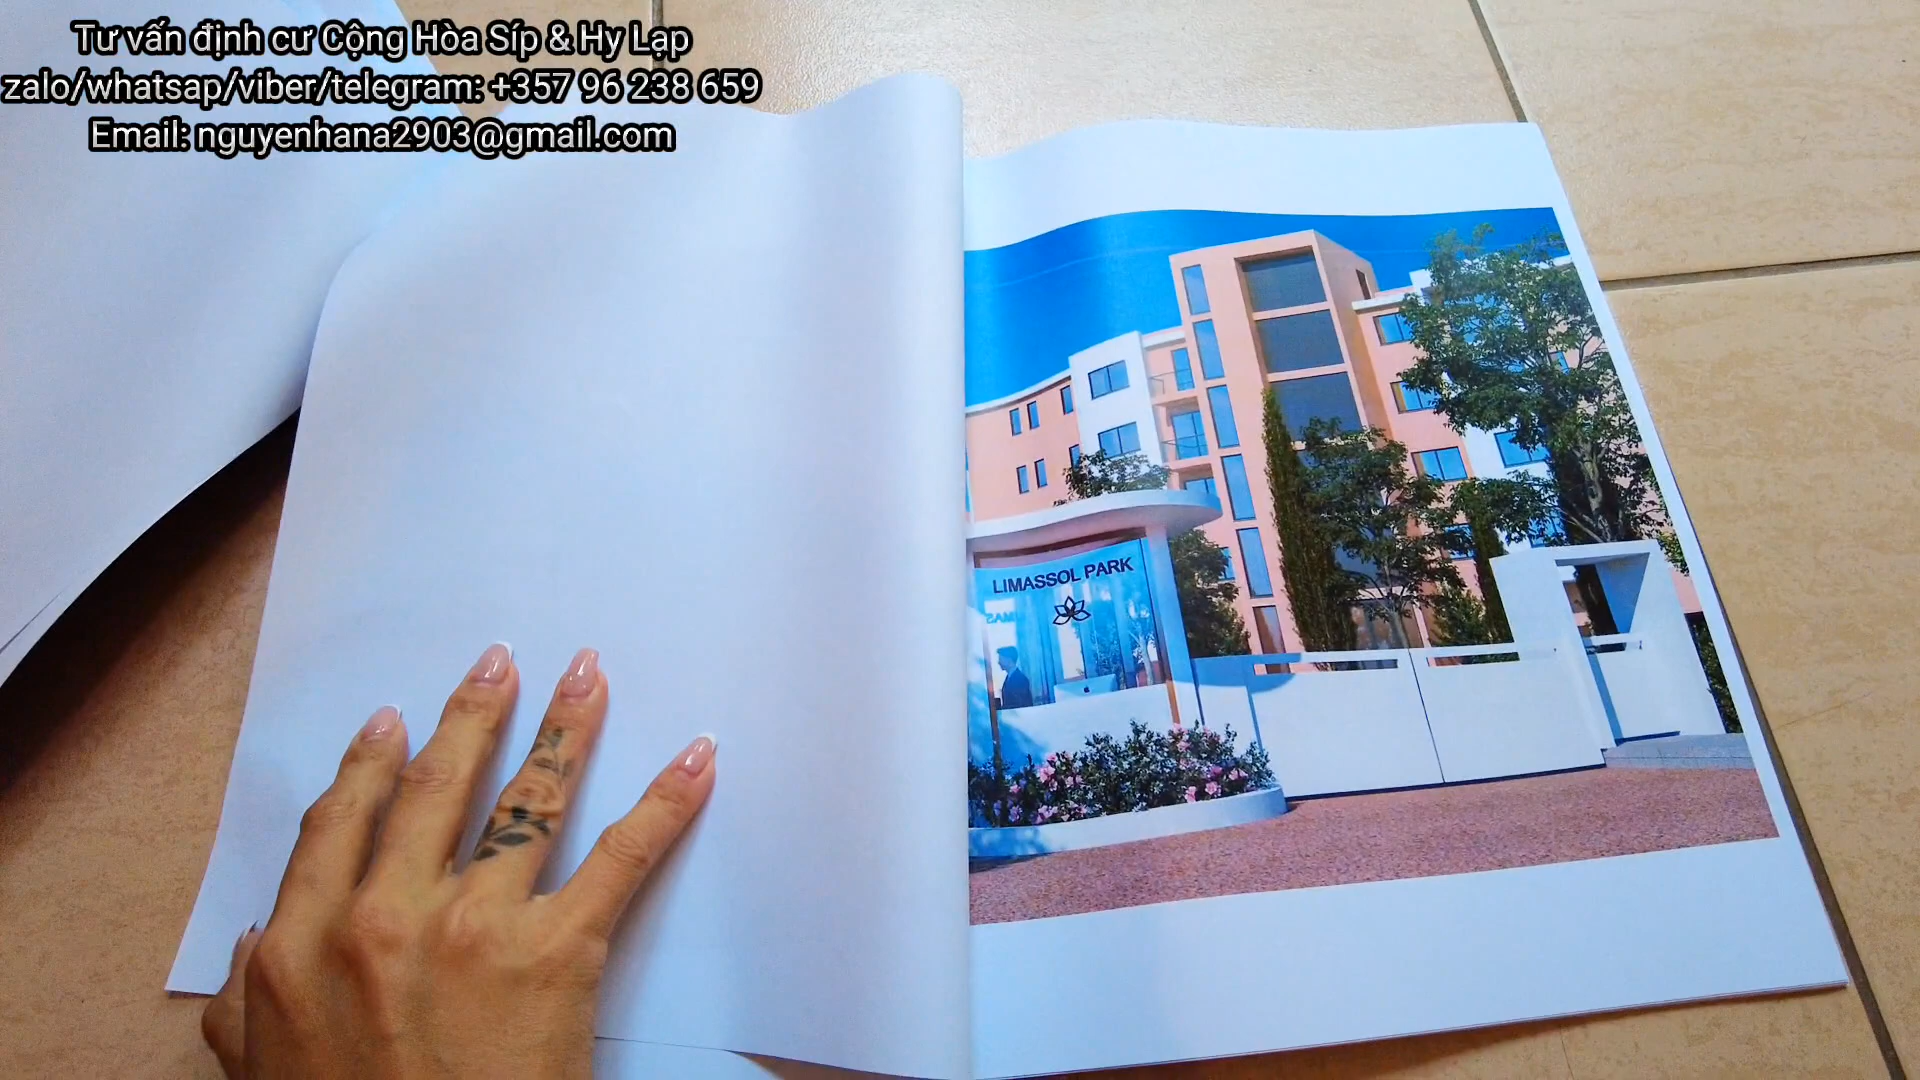 Tư vấn định cư Cộng Hòa Síp & Hy Lạp
zalo/whatsap/viber/telegram: +357 96 238 659
Email: nguyenhana2903@gmail.com
LIMASSOL PARK